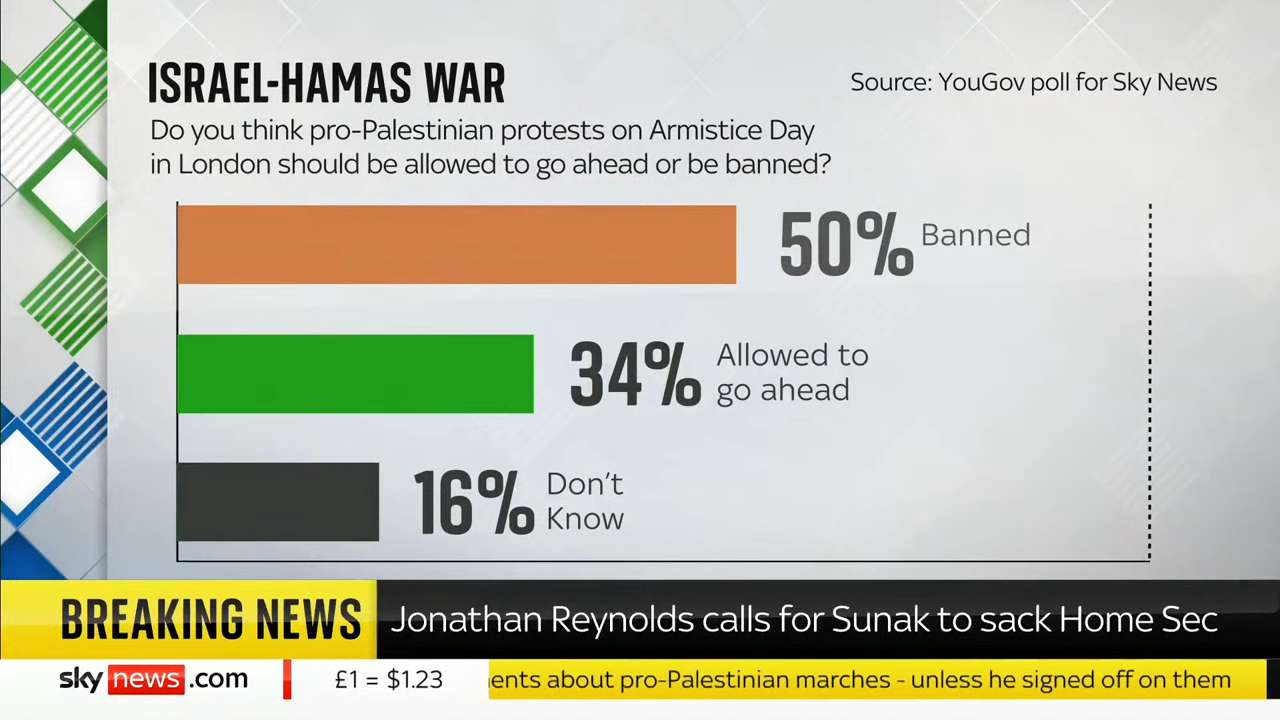 ISRAEL-HAMAS WAR
Source: YouGov poll for Sky News
Do you think pro-Palestinian protests on Armistice Day
in London should be allowed to go ahead or be banned?
50% Banned
34% Allowed to
go ahead
16% Don't
Know
BREAKING NEWS
Jonathan Reynolds calls for Sunak to sack Home Sec
sky news .com
£1 = $1.23
ents about pro-Palestinian marches - unless he signed off on them